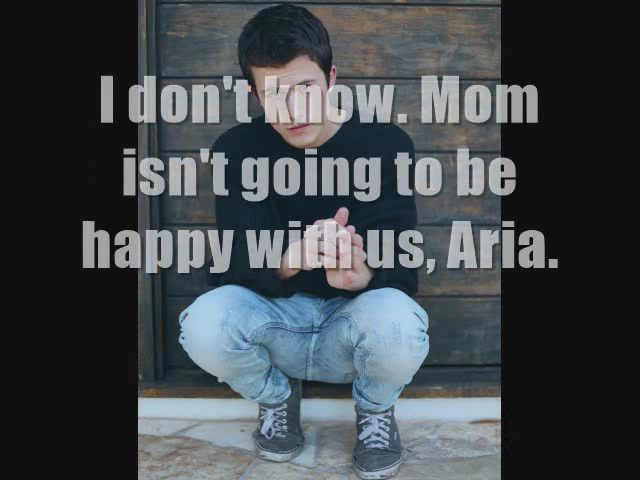 I don't know. Mom
isn't going to be
happy with us, Aria.